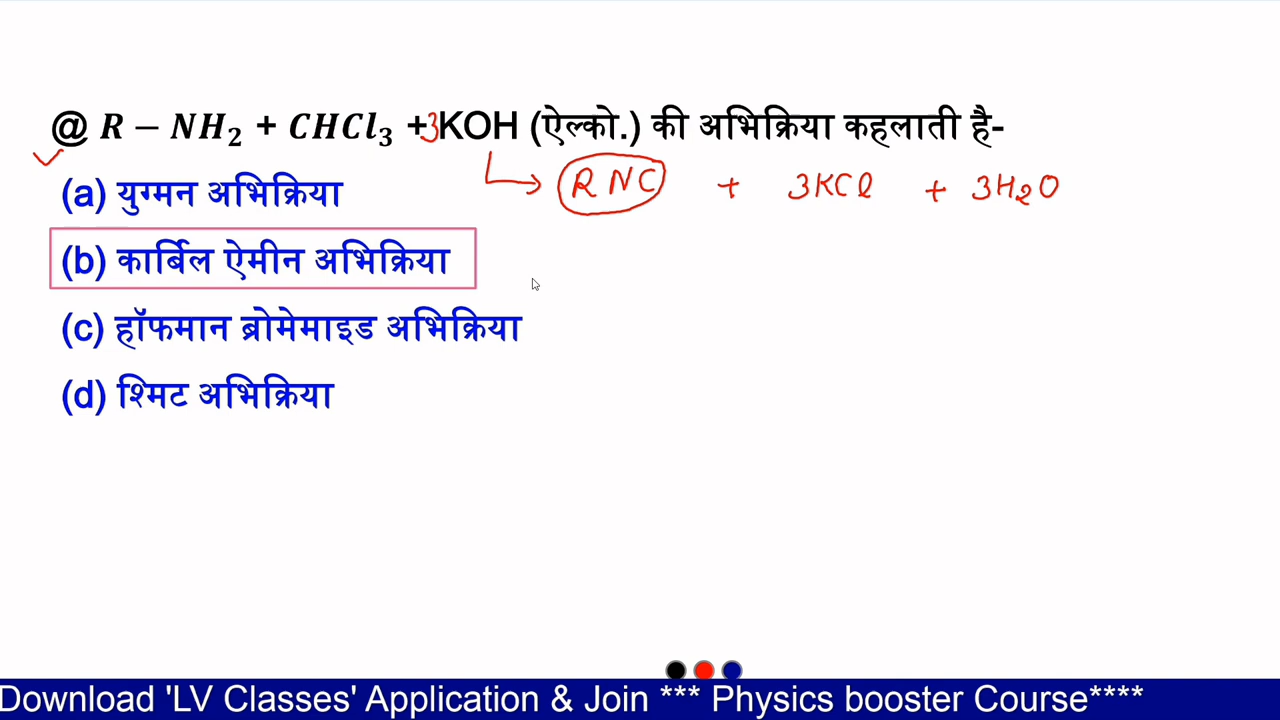 @ R – NH₂ + CHCl₃ +3KOH (ऐल्को.) की अभिक्रिया कहलाती है-
R N C + 3KCl + 3H₂O
(a) युग्मन अभिक्रिया
(b) कार्बिल ऐमीन अभिक्रिया
(c) हॉफमान ब्रोमेमाइड अभिक्रिया
(d) श्मिट अभिक्रिया
Download 'LV Classes' Application & Join *** Physics booster Course****